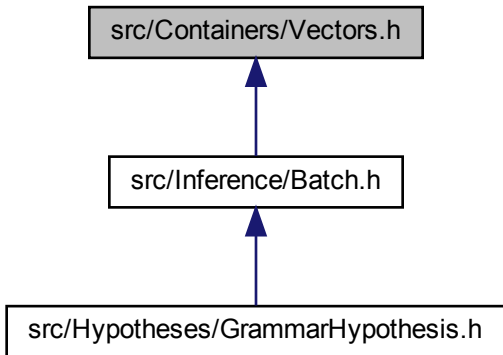 src/Containers/Vectors.h
src/Inference/Batch.h
src/Hypotheses/GrammarHypothesis.h